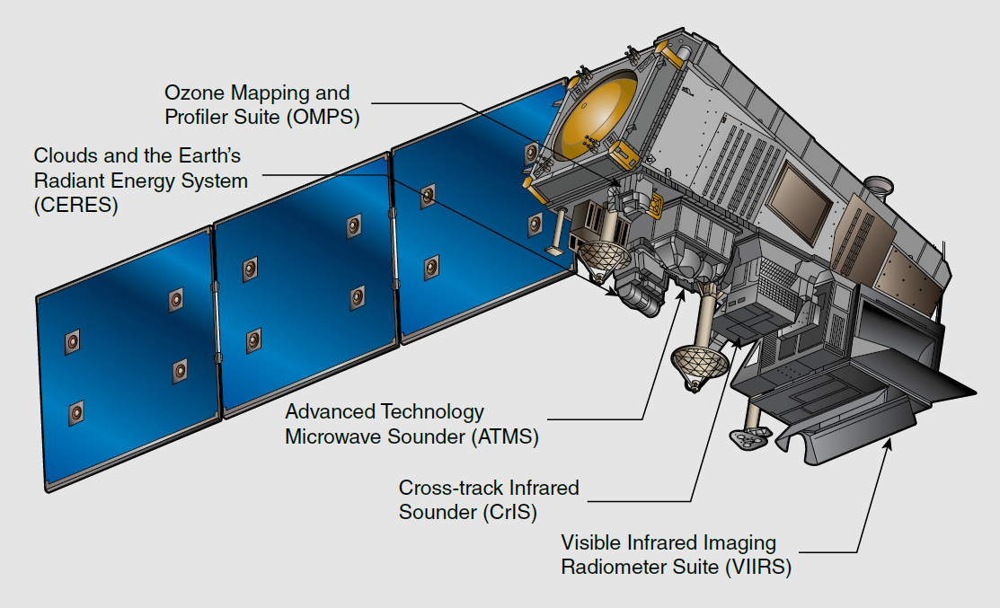 Ozone Mapping and
Profiler Suite (OMPS)
Clouds and the Earth’s
Radiant Energy System
(CERES)
Advanced Technology
Microwave Sounder (ATMS)
Cross-track Infrared
Sounder (CrIS)
Visible Infrared Imaging
Radiometer Suite (VIIRS)